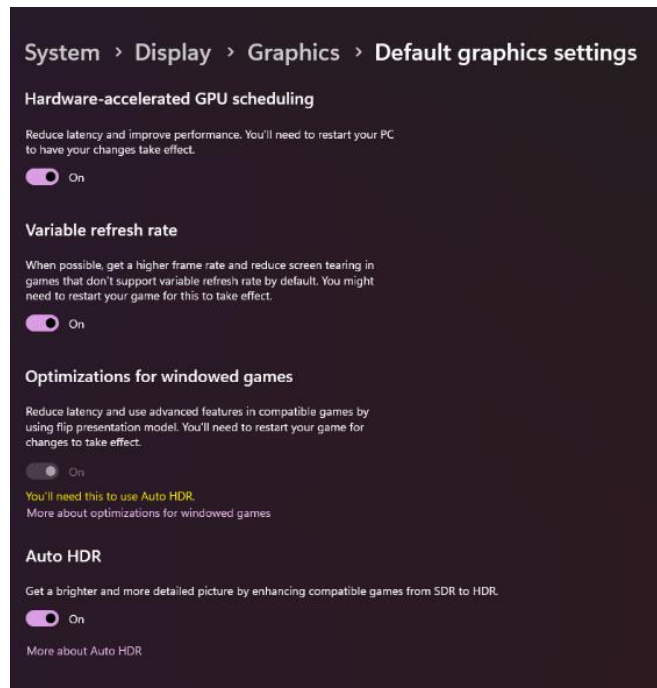 System > Display > Graphics > Default graphics settings
Hardware-accelerated GPU scheduling
Reduce latency and improve performance. You'll need to restart your PC
to have your changes take effect.
On
Variable refresh rate
When possible, get a higher frame rate and reduce screen tearing in
games that don't support variable refresh rate by default. You might
need to restart your game for this to take effect.
On
Optimizations for windowed games
Reduce latency and use advanced features in compatible games by
using flip presentation model. You'll need to restart your game for
changes to take effect.
On
You'll need this to use Auto HDR.
More about optimizations for windowed games
Auto HDR
Get a brighter and more detailed picture by enhancing compatible games from SDR to HDR.
On
More about Auto HDR